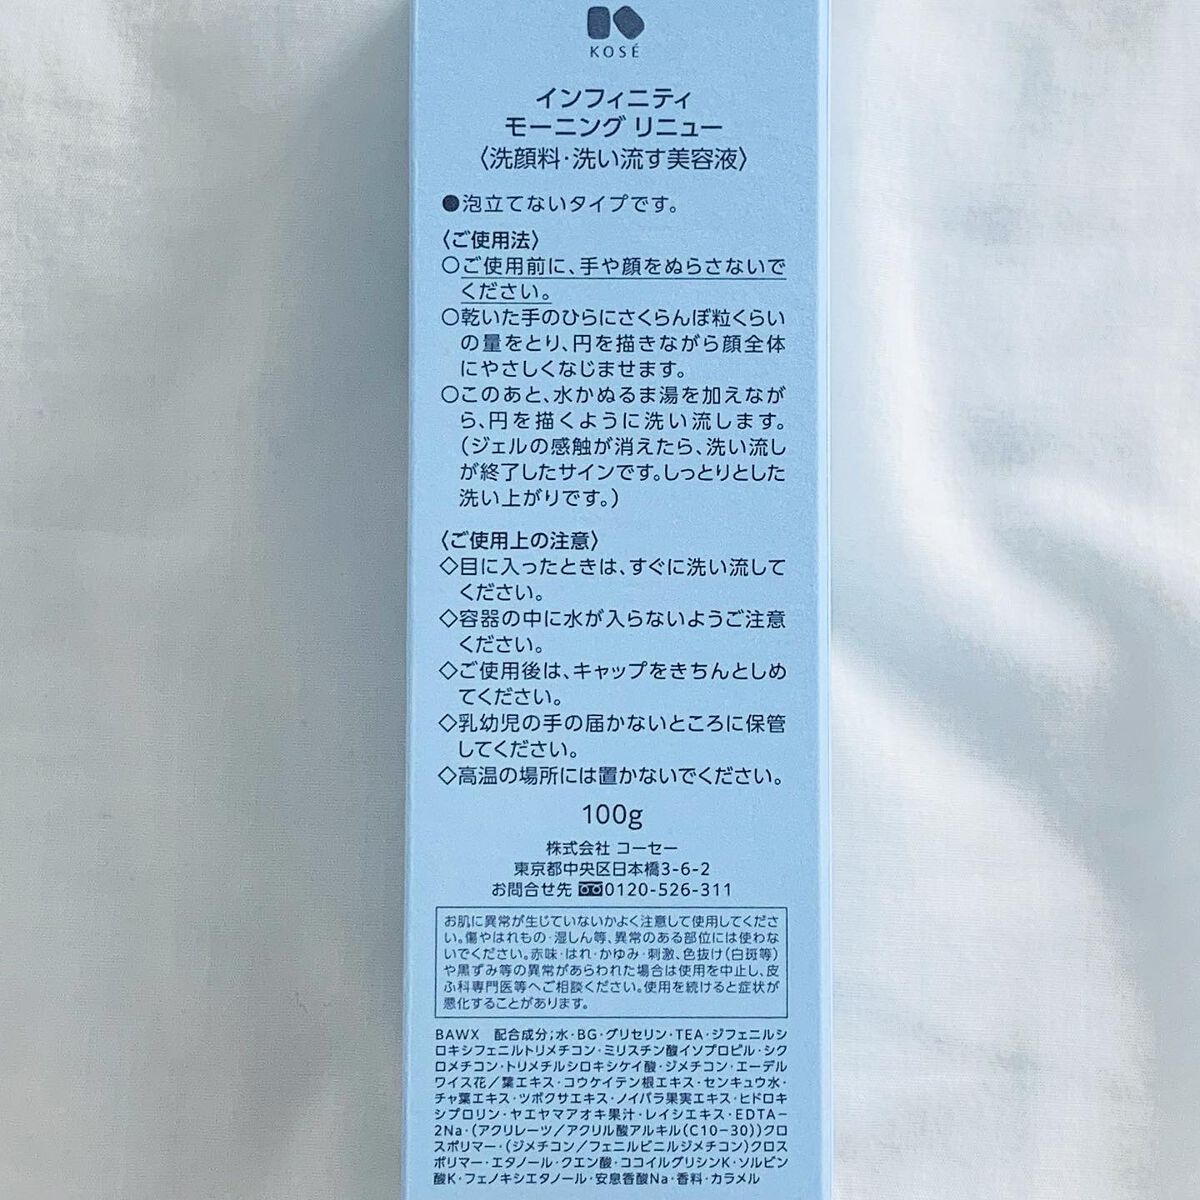 KOSÉ
インフィニティ
モーニング リニュー
〈洗顔料・洗い流す美容液〉
●泡立てないタイプです。
〈ご使用法〉
○ご使用前に、手や顔をぬらさないで
ください。
○乾いた手のひらにさくらんぼ粒くらい
の量をとり、円を描きながら顔全体
にやさしくなじませます。
○このあと、水かぬるま湯を加えなが
ら、円を描くように洗い流します。
(ジェルの感触が消えたら、洗い流し
が終了したサインです。しっとりとした
洗い上がりです。)
〈ご使用上の注意〉
◇目に入ったときは、すぐに洗い流して
ください。
◇容器の中に水が入らないようご注意
ください。
◇ご使用後は、キャップをきちんとしめ
てください。
◇乳幼児の手の届かないところに保管
してください。
◇高温の場所には置かないでください。
100g
株式会社 コーセー
東京都中央区日本橋3-6-2
お問合せ先 0120-526-311
お肌に異常が生じていないかよく注意して使用してくださ
い。傷やはれもの・湿しん等、異常のある部位には使わな
いでください。赤味・はれ・かゆみ・刺激、色抜け(白斑等)
や黒ずみ等の異常があらわれた場合は使用を中止し、皮
ふ科専門医等へご相談ください。使用を続けると症状が
悪化することがあります。
BAWX 配合成分;水・BG・グリセリン・TEA・ジフェニルシ
ロキシフェニルトリメチコン・ミリスチン酸イソプロピル・シク
ロメチコン・トリメチルシロキシケイ酸・ジメチコン・エーデル
ワイス花/葉エキス・コウケイテン根エキス・センキュウ水・
チャ葉エキス・ツボクサエキス・ノイバラ果実エキス・ヒドロキ
シプロリン・ヤエヤマアオキ果汁・レイシエキス・EDTA-
2Na・(アクリレーツ/アクリル酸アルキル(C10-30))クロ
スポリマー・(ジメチコン/フェニルビニルジメチコン)クロス
ポリマー・エタノール・クエン酸・ココイルグリシンK・ソルビン
酸K・フェノキシエタノール・安息香酸Na・香料・カラメル